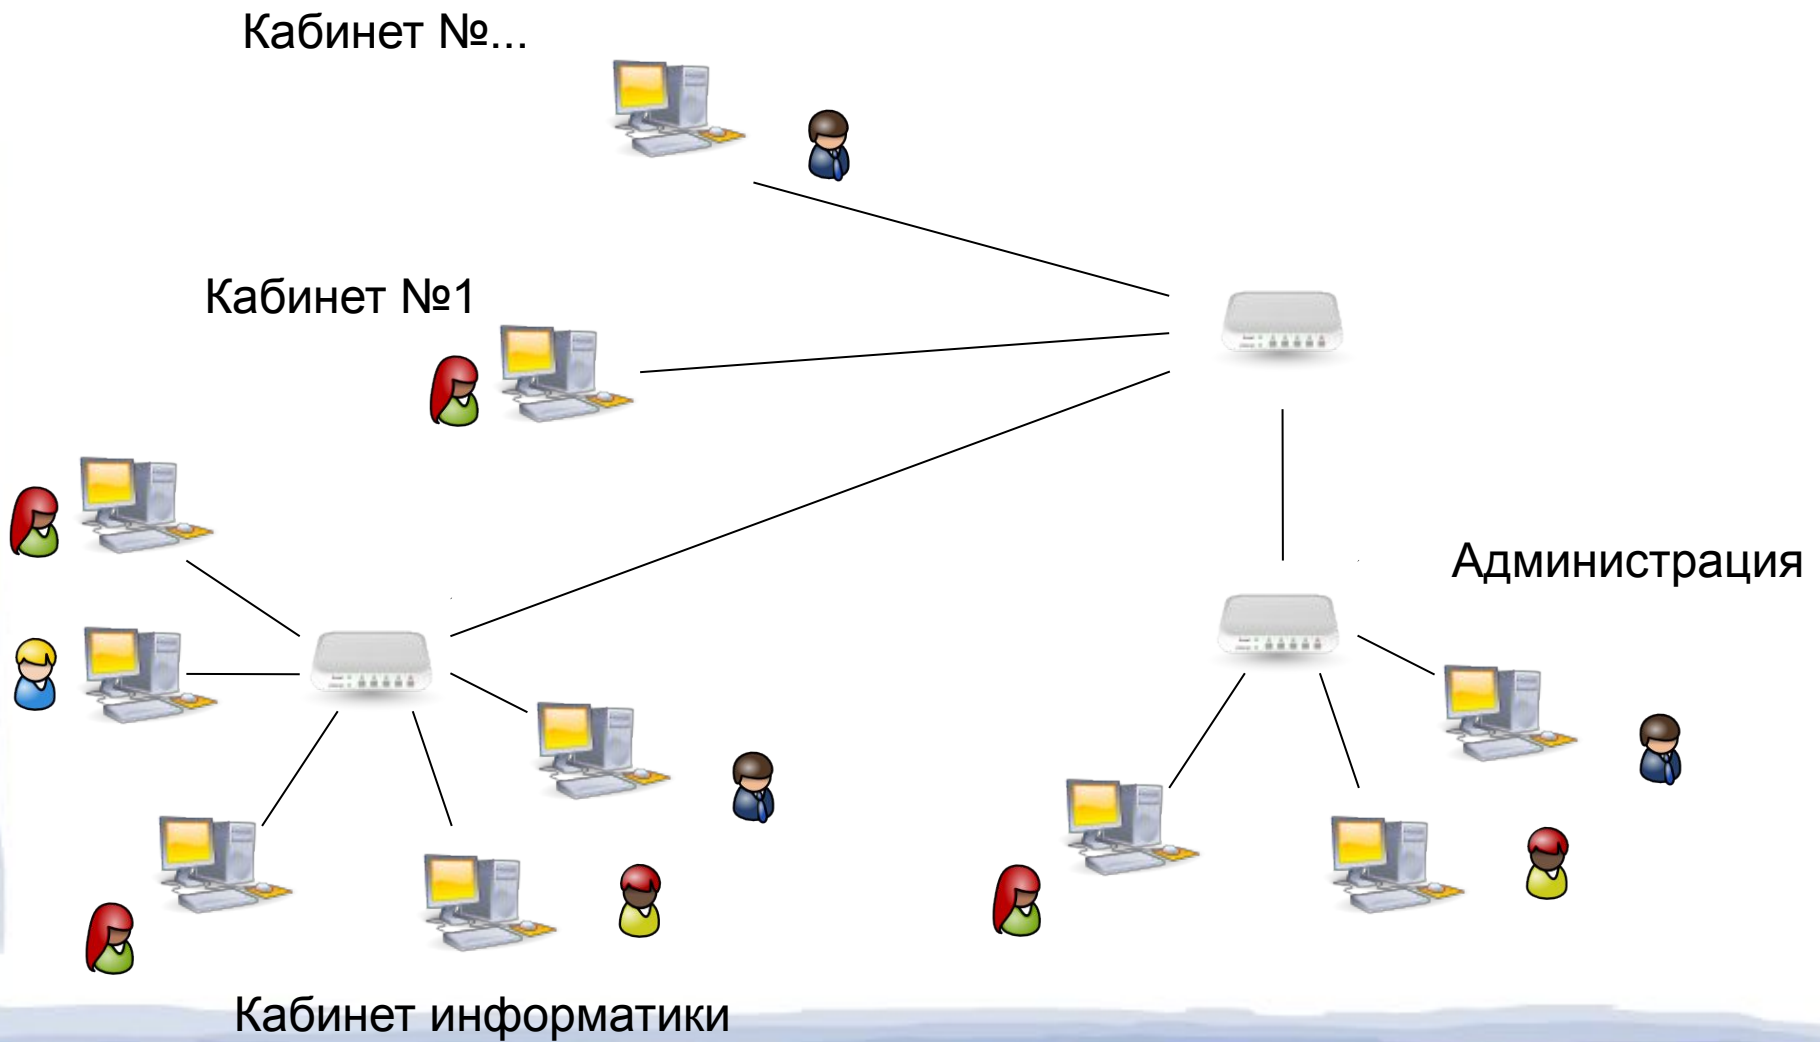 Кабинет №...
Кабинет №1
Администрация
Кабинет информатики